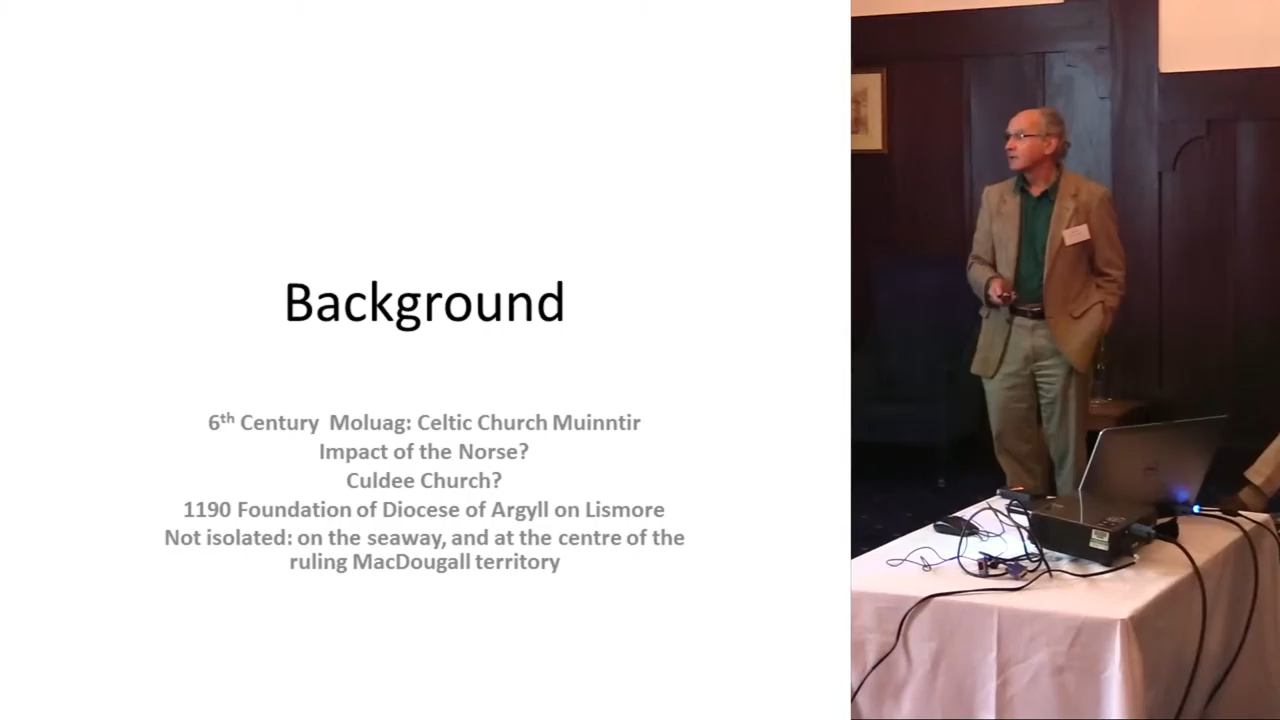 Background
6th Century Moluag: Celtic Church Muinntir
Impact of the Norse?
Culdee Church?
1190 Foundation of Diocese of Argyll on Lismore
Not isolated: on the seaway, and at the centre of the
ruling MacDougall territory